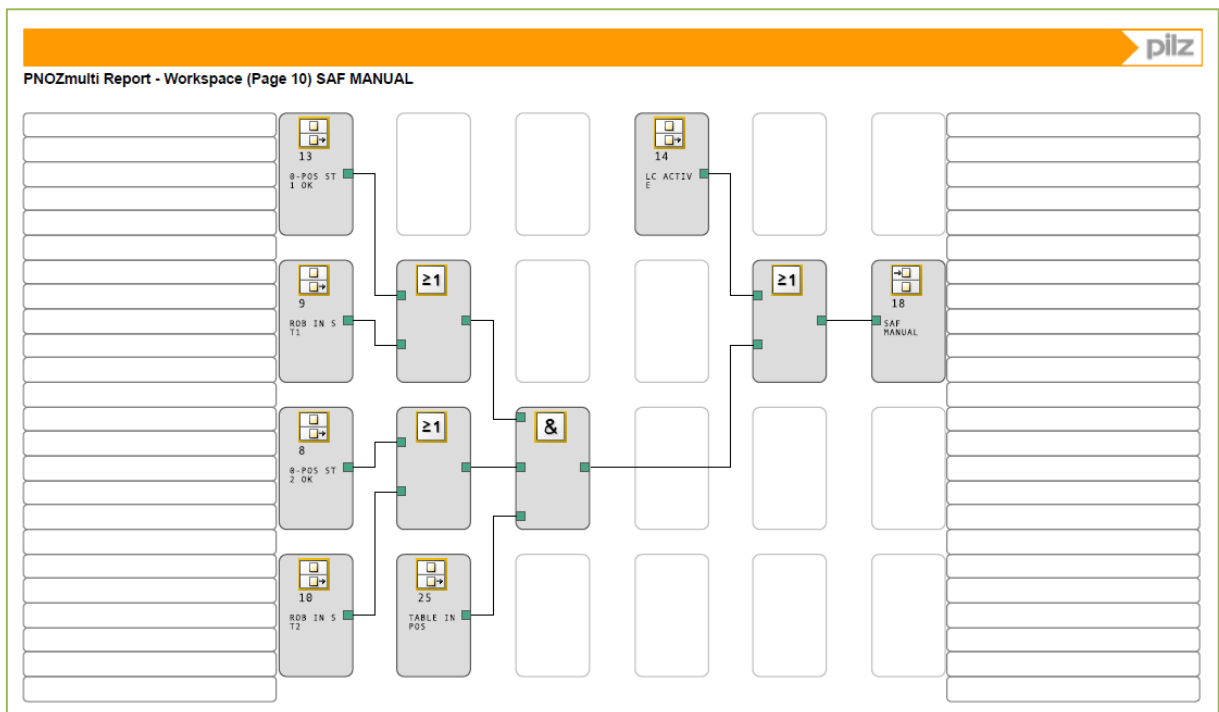 pilz
PNOZmulti Report - Workspace (Page 10) SAF MANUAL
13
0-POS ST
1 OK
14
LC ACTIV
E
9
ROB IN S
T1
≥1
≥1
18
SAF
MANUAL
8
0-POS ST
2 OK
≥1
&
10
ROB IN S
T2
25
TABLE IN
POS